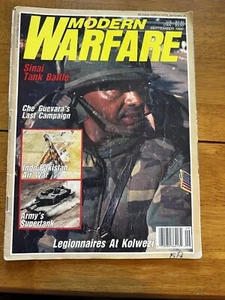 MODERN
WARFARE
Sinai
Tank Battle
Che Guevara's
Last Campaign
Indo-Pakistan
Air War
Army's
Supertank
Legionnaires At Kolwezi